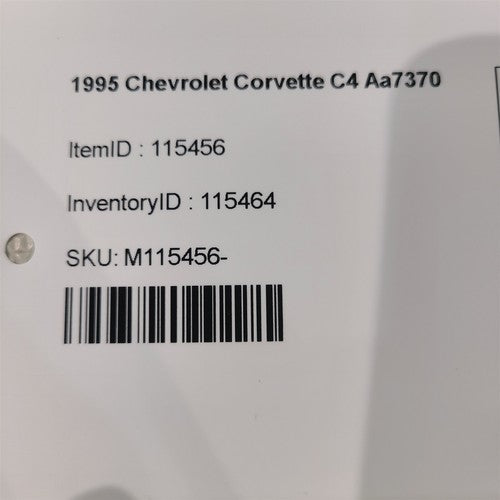 1995 Chevrolet Corvette C4 Aa7370
ItemID : 115456
InventoryID : 115464
SKU: M115456-